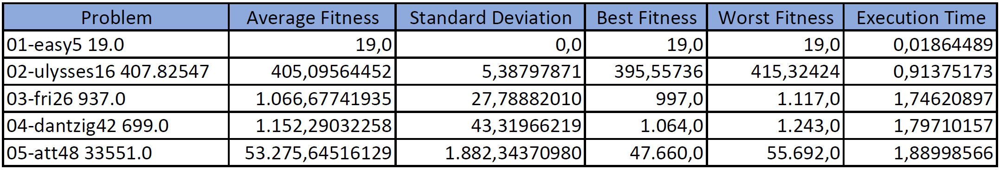 Problem Average Fitness Standard Deviation Best Fitness Worst Fitness Execution Time
01-easy5 19.0 19,0 0,0 19,0 19,0 0,01864489
02-ulysses16 407.82547 405,09564452 5,38797871 395,55736 415,32424 0,91375173
03-fri26 937.0 1.066,67741935 27,78882010 997,0 1.117,0 1,74620897
04-dantzig42 699.0 1.152,29032258 43,31966219 1.064,0 1.243,0 1,79710157
05-att48 33551.0 53.275,64516129 1.882,34370980 47.660,0 55.692,0 1,88998566